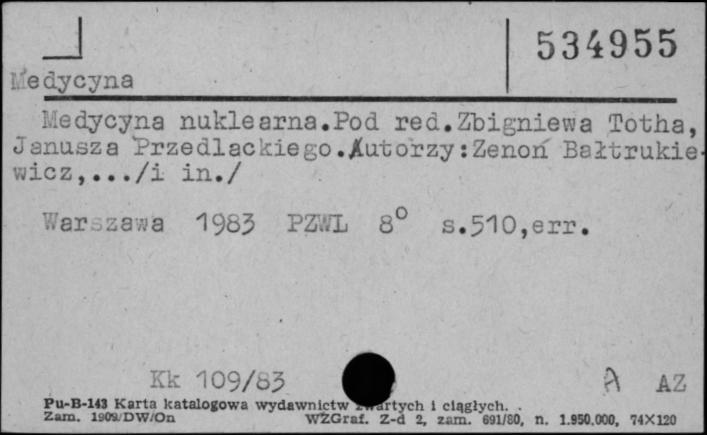 534955
Medycyna
Medycyna nuklearna.Pod red.Zbigniewa Totha,
Janusza Przedlackiego.Autorzy:Zenon Bałtrukie-
wicz,.../i in./
Warszawa 1983 PZWL 8° s.510,err.
Kk 109/83 A AZ
Pu-B-143 Karta katalogowa wydawnictw zwartych i ciągłych.
Zam. 1909/DW/On WZGraf. Z-d 2, zam. 691/80, n. 1.950.000, 74X120